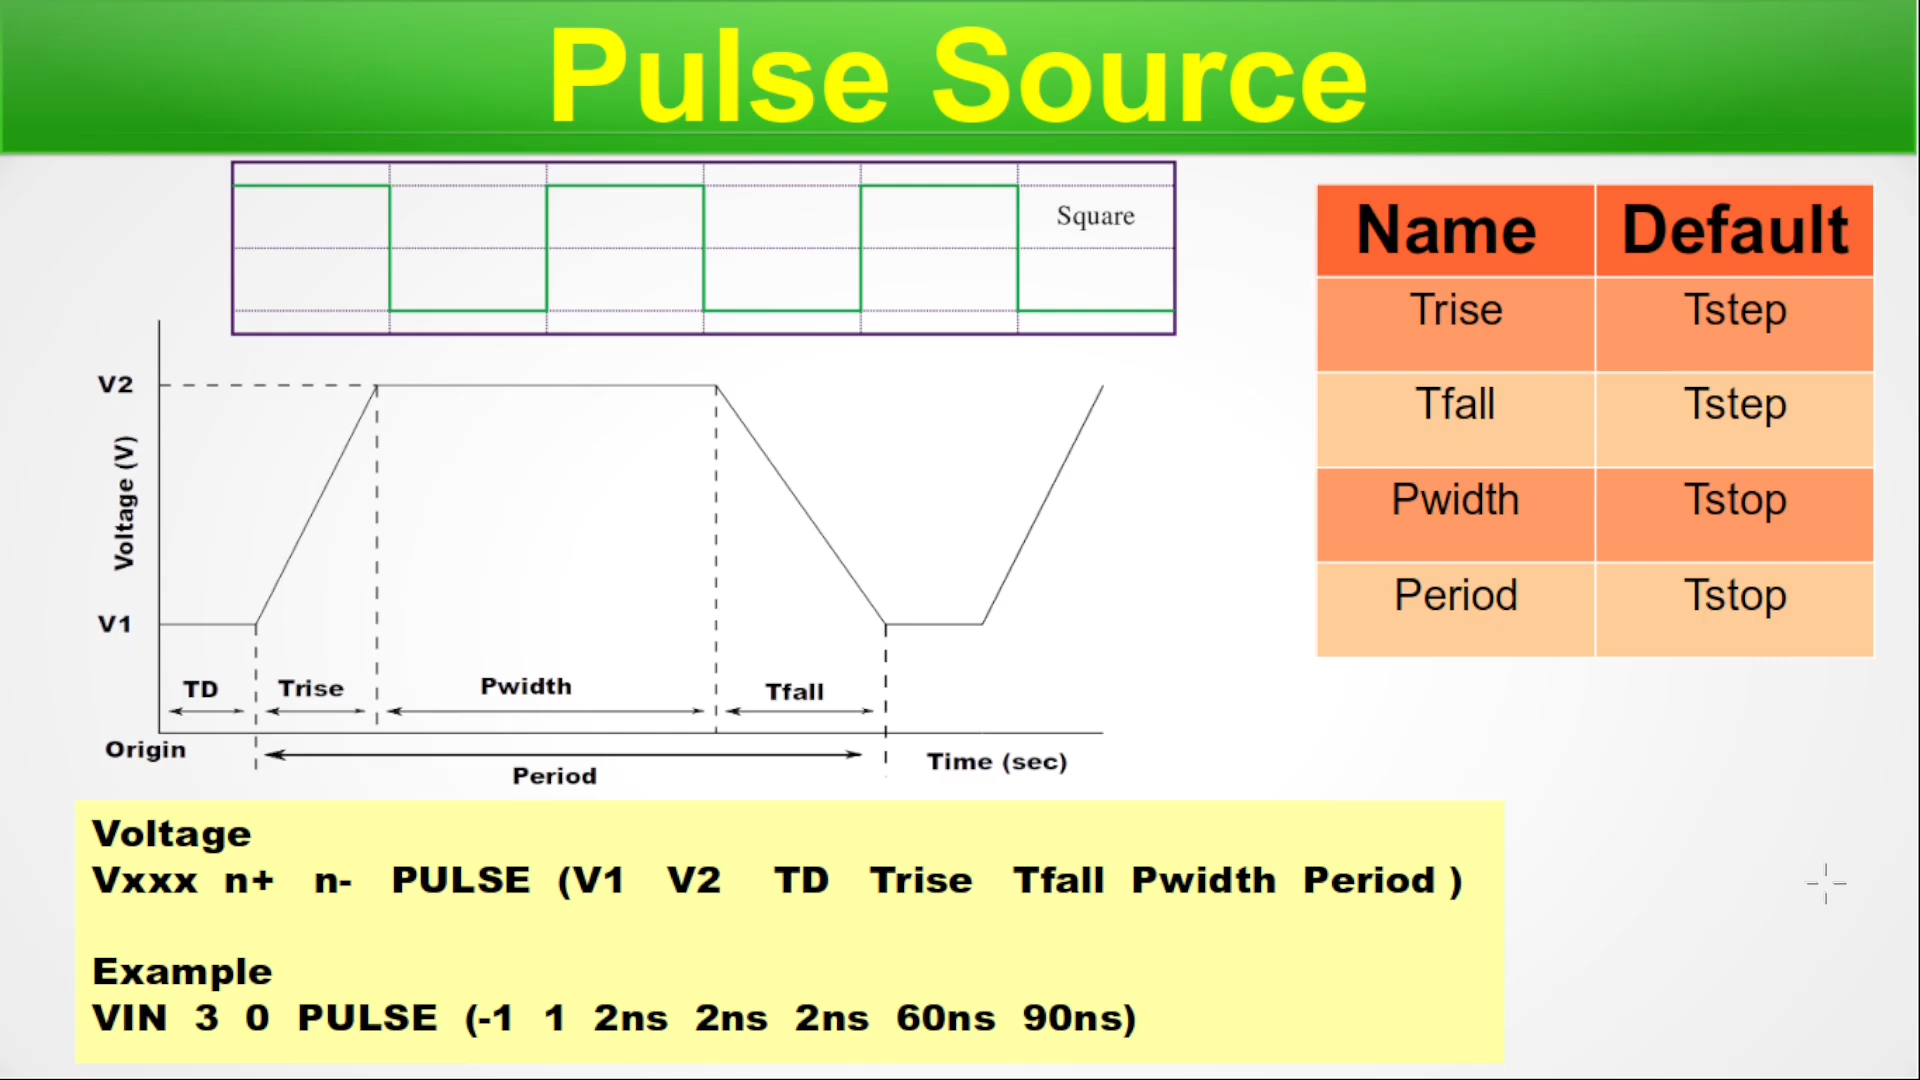 Pulse Source
Square
V2
Voltage (V)
V1
TD Trise Pwidth Tfall
Origin
Period
Time (sec)
Name Default
Trise Tstep
Tfall Tstep
Pwidth Tstop
Period Tstop
Voltage
Vxxx n+ n- PULSE (V1 V2 TD Trise Tfall Pwidth Period )
Example
VIN 3 0 PULSE (-1 1 2ns 2ns 2ns 60ns 90ns)